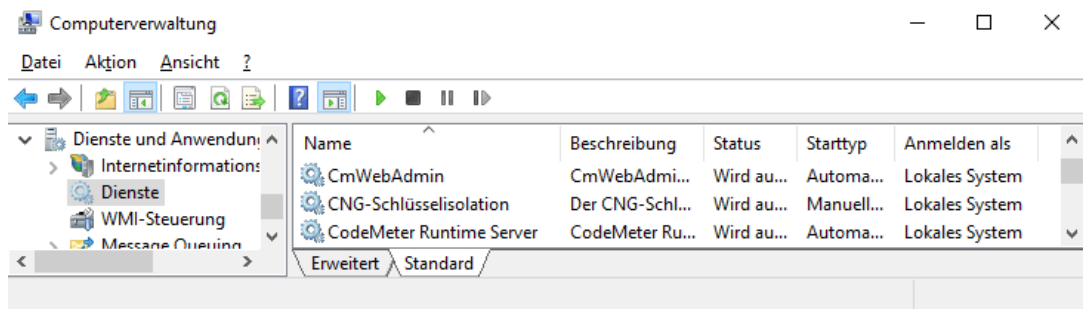 Computerverwaltung
Datei Aktion Ansicht ?
Dienste und Anwendun
Internetinformations
Dienste
WMI-Steuerung
Message Queuing
Name Beschreibung Status Starttyp Anmelden als
CmWebAdmin CmWebAdmi... Wird au... Automa... Lokales System
CNG-Schlüsselisolation Der CNG-Schl... Wird au... Manuell... Lokales System
CodeMeter Runtime Server CodeMeter Ru... Wird au... Automa... Lokales System
Erweitert Standard